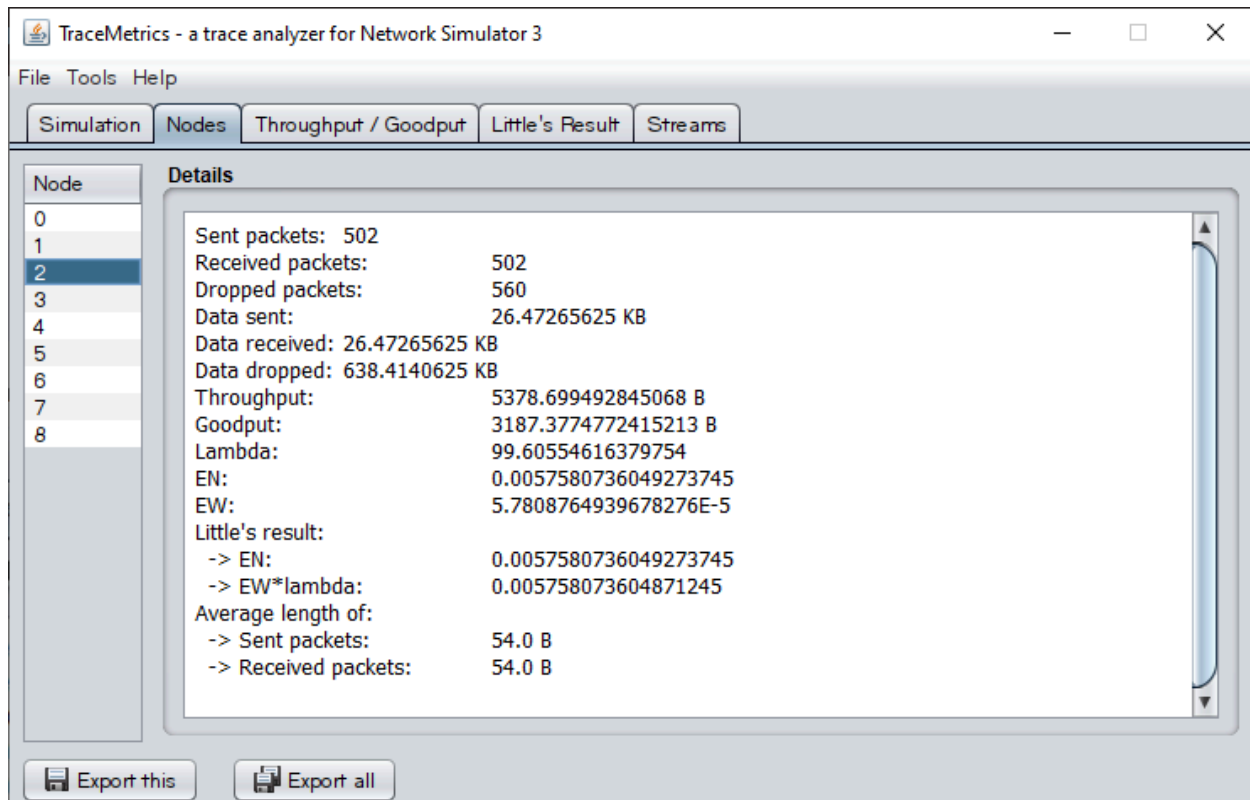 TraceMetrics - a trace analyzer for Network Simulator 3
File Tools Help
Simulation Nodes Throughput / Goodput Little's Result Streams
Node
0
1
2
3
4
5
6
7
8
Details
Sent packets: 502
Received packets: 502
Dropped packets: 560
Data sent: 26.47265625 KB
Data received: 26.47265625 KB
Data dropped: 638.4140625 KB
Throughput: 5378.699492845068 B
Goodput: 3187.3774772415213 B
Lambda: 99.60554616379754
EN: 0.0057580736049273745
EW: 5.7808764939678276E-5
Little's result:
-> EN: 0.0057580736049273745
-> EW*lambda: 0.005758073604871245
Average length of:
-> Sent packets: 54.0 B
-> Received packets: 54.0 B
Export this Export all